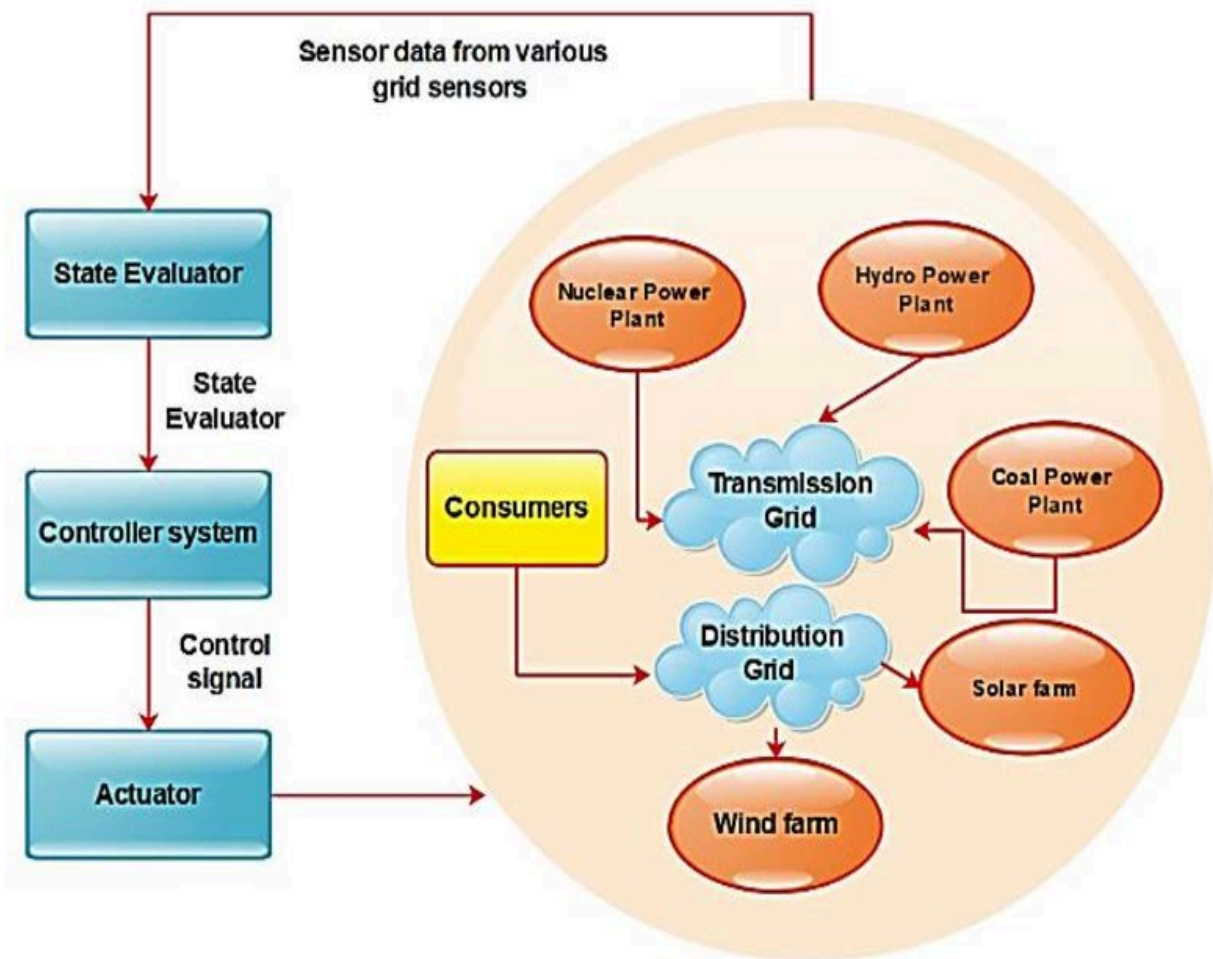 Sensor data from various
grid sensors
State Evaluator
State
Evaluator
Controller system
Control
signal
Actuator
Nuclear Power
Plant
Hydro Power
Plant
Consumers
Transmission
Grid
Coal Power
Plant
Distribution
Grid
Solar farm
Wind farm